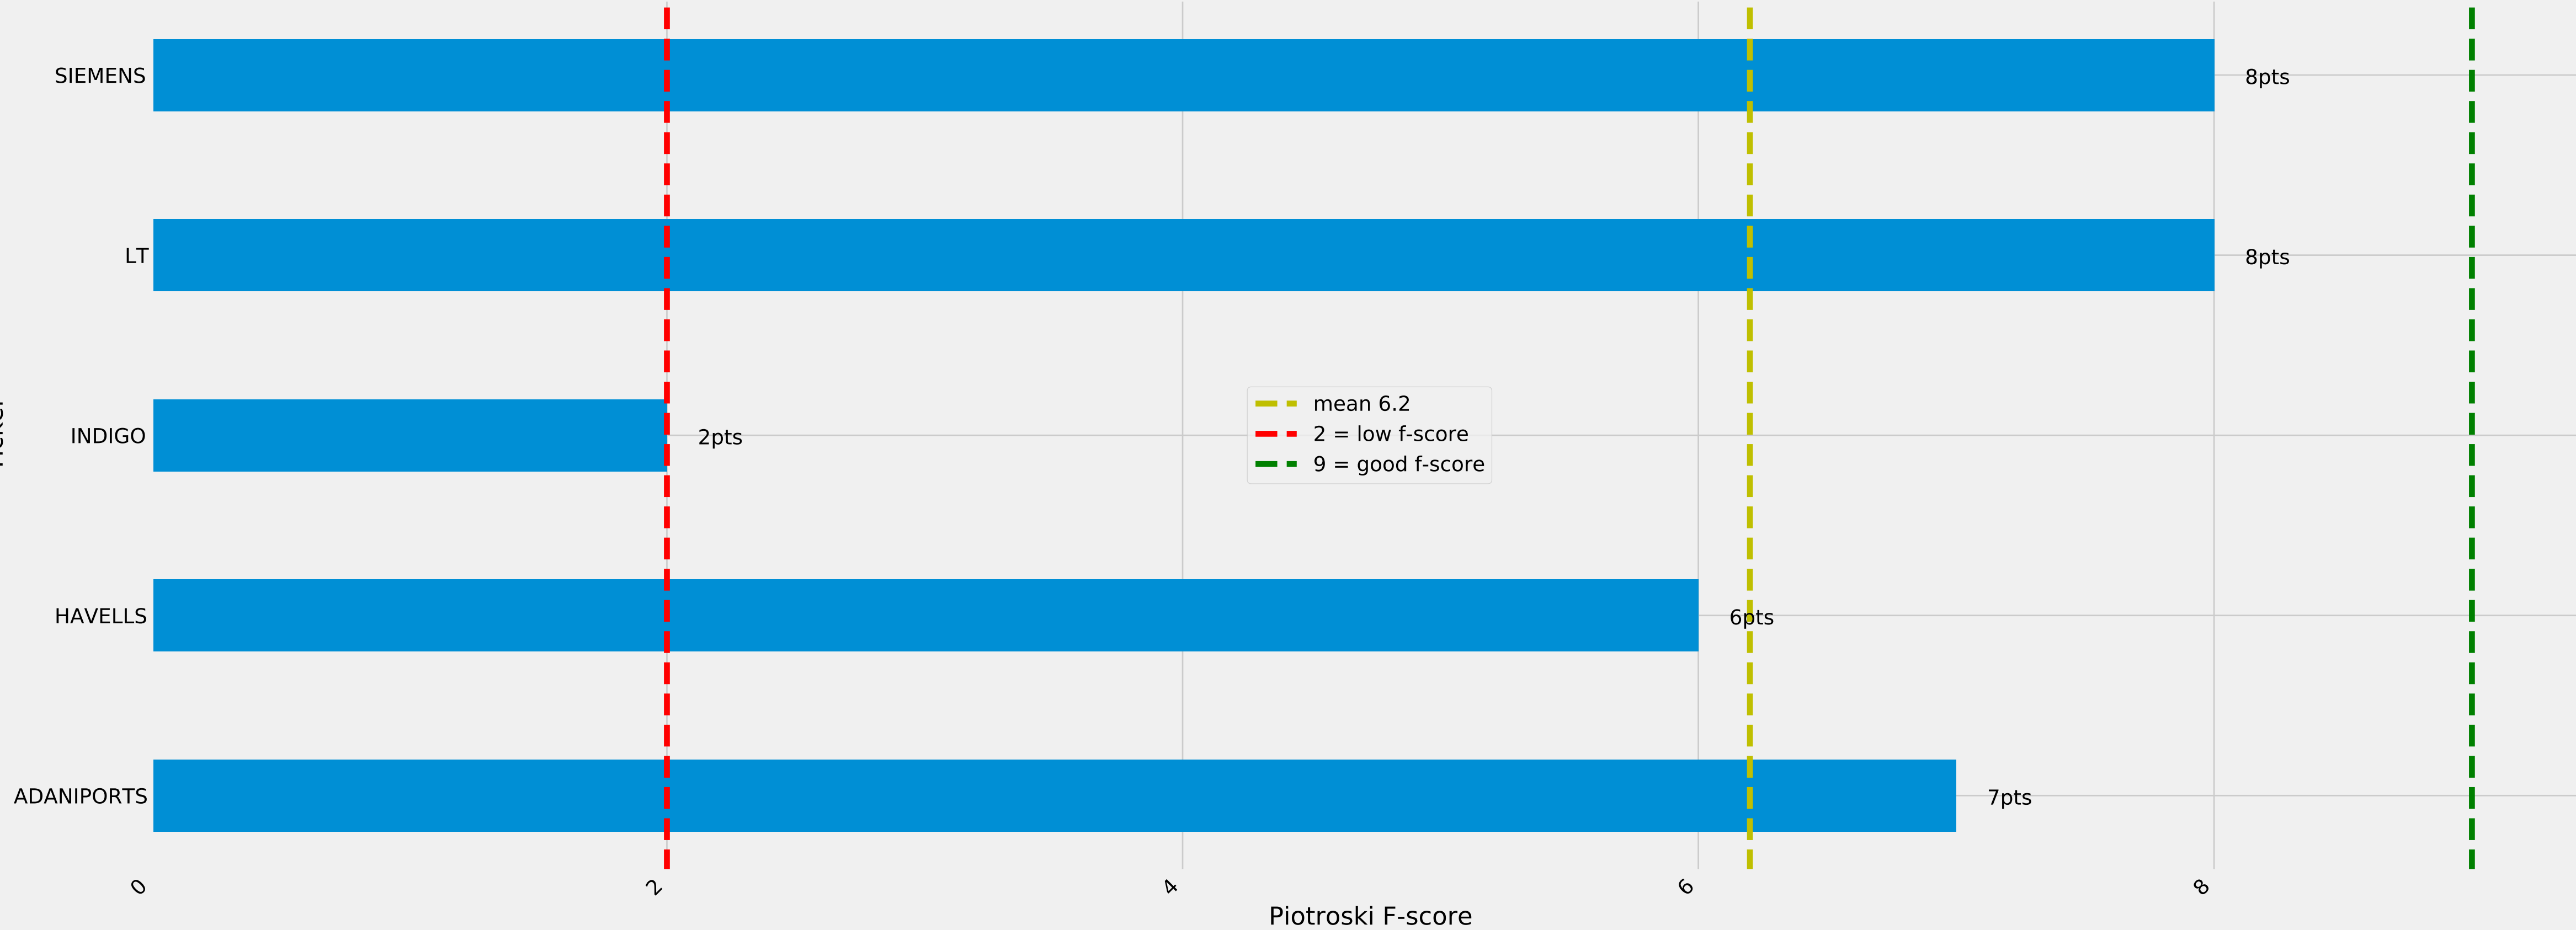 SIEMENS
8pts
LT
8pts
INDIGO
2pts
mean 6.2
2 = low f-score
9 = good f-score
HAVELLS
6pts
ADANIPORTS
7pts
0 2 4 6 8
Piotroski F-score